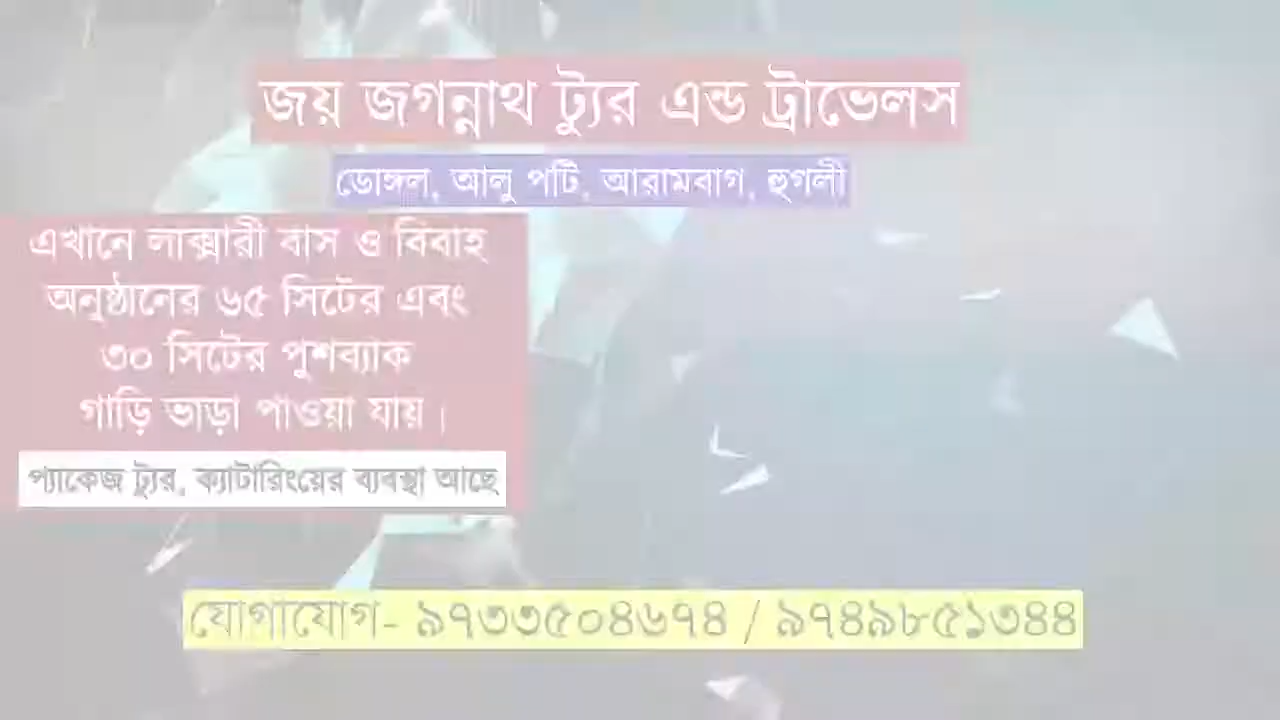 জয় জগন্নাথ ট্যুর এন্ড ট্রাভেলস
ডোঙ্গল, আলু পটি, আরামবাগ, হুগলী
এখানে লাক্সারী বাস ও বিবাহ
অনুষ্ঠানের ৬৫ সিটের এবং
৩০ সিটের পুশব্যাক
গাড়ি ভাড়া পাওয়া যায়।
প্যাকেজ ট্যুর, ক্যাটারিংয়ের ব্যবস্থা আছে
যোগাযোগ- ৯৭৩৩৫০৪৬৭৪ / ৯৭৪৯৮৫১৩৪৪